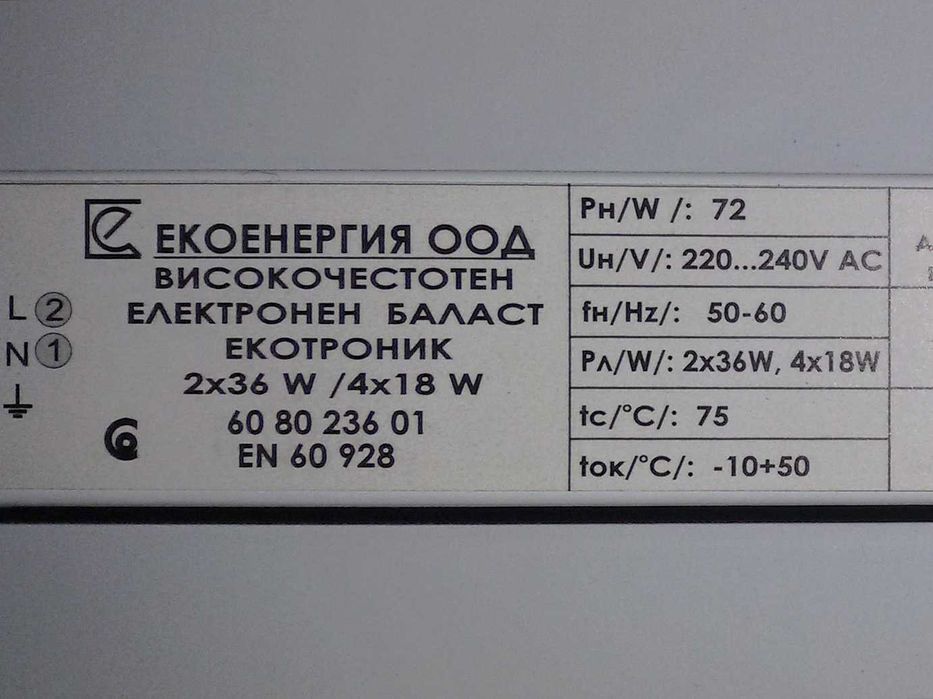 L 2
N 1
ЕКОЕНЕРГИЯ ООД
ВИСОКОЧЕСТОТЕН
ЕЛЕКТРОНЕН БАЛАСТ
ЕКОТРОНИК
2x36 W /4x18 W
60 80 236 01
EN 60 928
Pн/W /: 72
Uн/V/: 220...240V AC
fн/Hz/: 50-60
Pл/W/: 2x36W, 4x18W
tc/°C/: 75
tок/°C/: -10+50